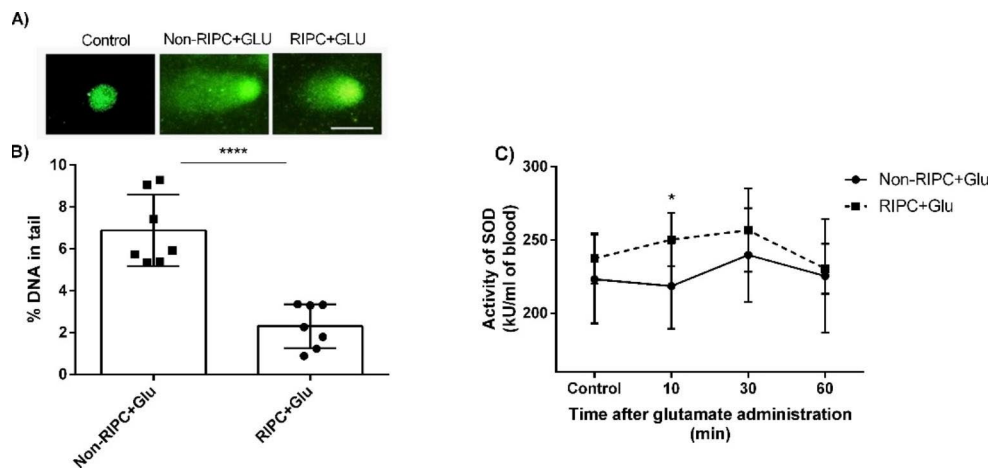 A)
Control Non-RIPC+GLU RIPC+GLU
B)
****
% DNA in tail
10
8
6
4
2
0
Non-RIPC+Glu
RIPC+Glu
C)
Non-RIPC+Glu
RIPC+Glu
*
Activity of SOD
(kU/ml of blood)
300
250
200
Control 10 30 60
Time after glutamate administration
(min)